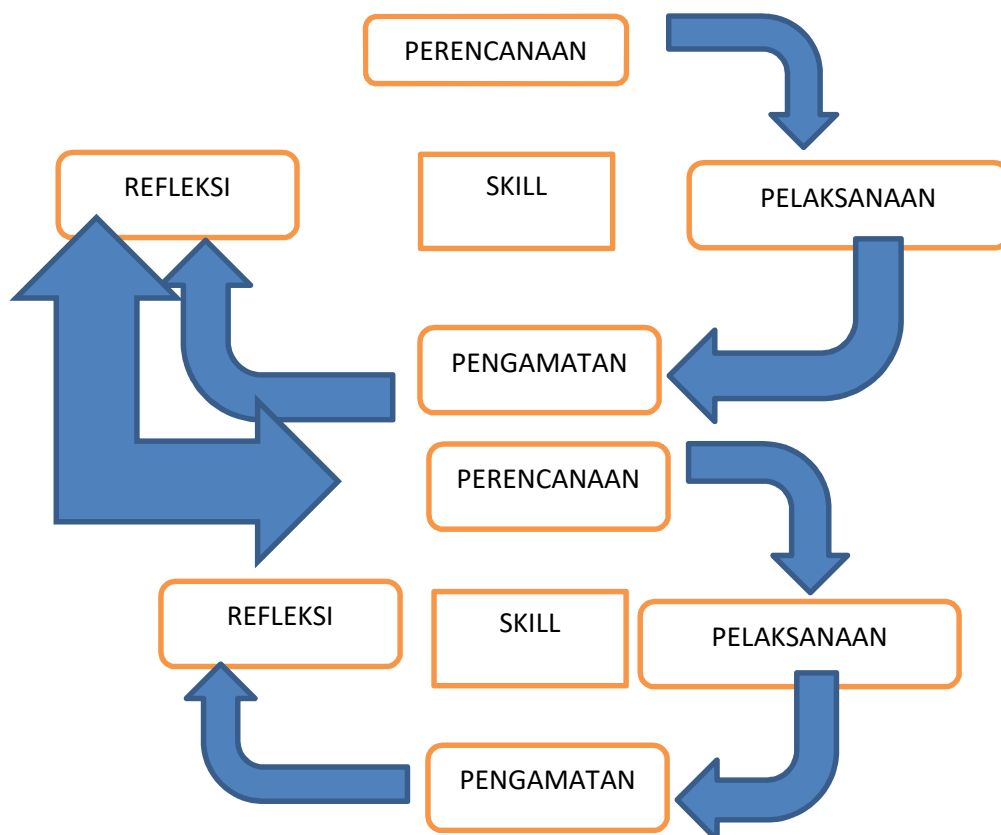 PERENCANAAN
REFLEKSI
SKILL
PELAKSANAAN
PENGAMATAN
PERENCANAAN
REFLEKSI
SKILL
PELAKSANAAN
PENGAMATAN